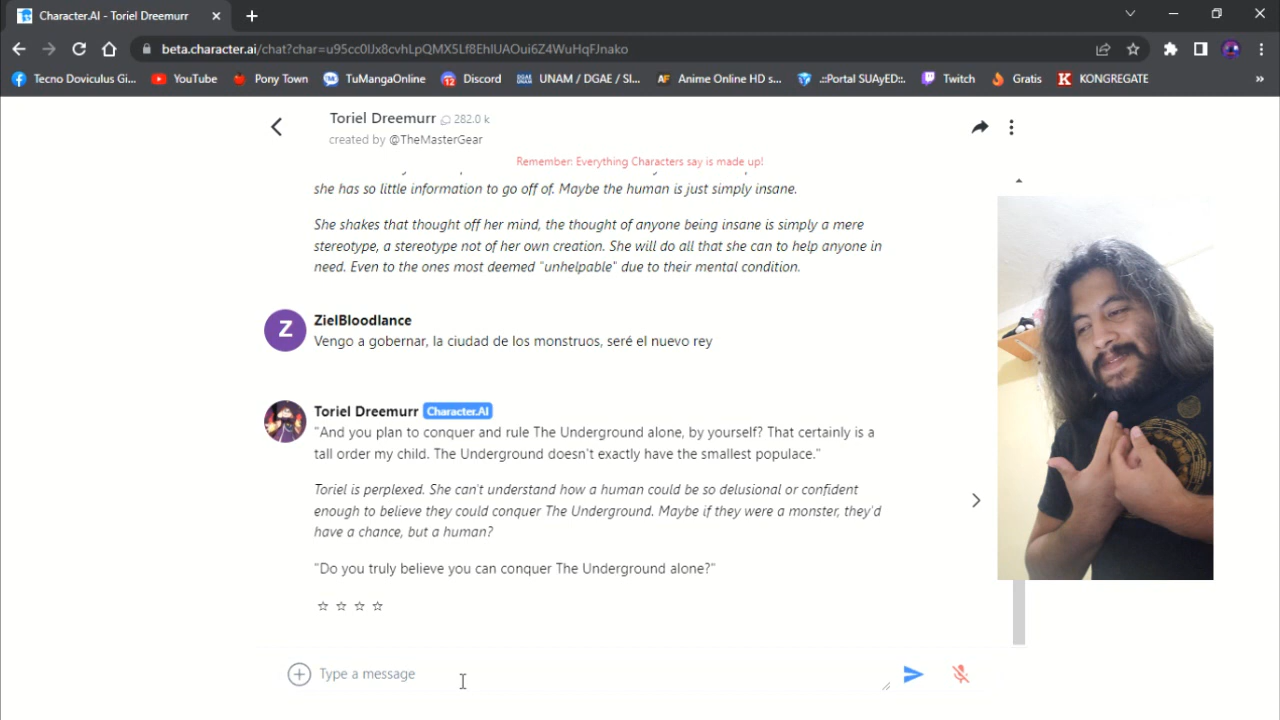 Character.AI - Toriel Dreemurr
beta.character.ai/chat?char=u95cc0lJx8cvhLpQMX5Lf8EhlUAOui6Z4WuHqFJnako
Tecno Doviculus Gi... YouTube Pony Town TuMangaOnline Discord UNAM / DGAE / SI... Anime Online HD s... .::Portal SUAyED::. Twitch Gratis KONGREGATE »
Toriel Dreemurr 282.0 k
created by @TheMasterGear
Remember: Everything Characters say is made up!
she has so little information to go off of. Maybe the human is just simply insane.
She shakes that thought off her mind, the thought of anyone being insane is simply a mere
stereotype, a stereotype not of her own creation. She will do all that she can to help anyone in
need. Even to the ones most deemed "unhelpable" due to their mental condition.
Z
ZielBloodlance
Vengo a gobernar, la ciudad de los monstruos, seré el nuevo rey
Toriel Dreemurr Character.AI
"And you plan to conquer and rule The Underground alone, by yourself? That certainly is a
tall order my child. The Underground doesn't exactly have the smallest populace."
Toriel is perplexed. She can't understand how a human could be so delusional or confident
enough to believe they could conquer The Underground. Maybe if they were a monster, they'd
have a chance, but a human?
"Do you truly believe you can conquer The Underground alone?"
Type a message